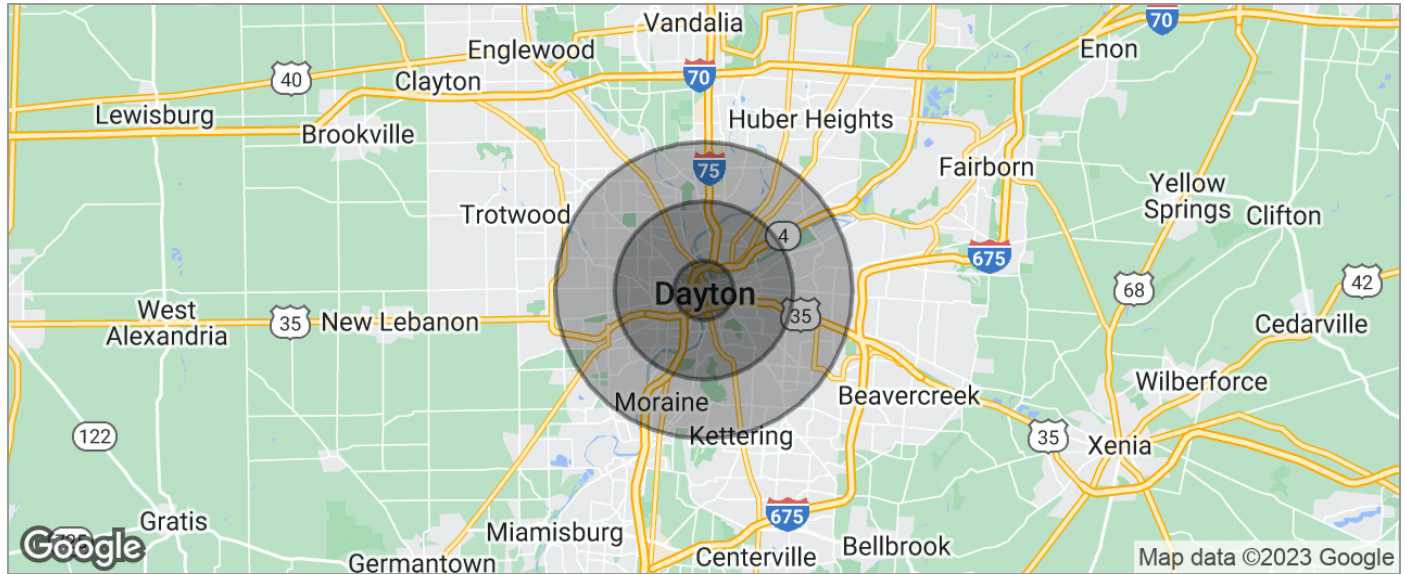 Vandalia
70
Englewood
Enon
40
Clayton
70
Lewisburg
Huber Heights
Brookville
75
Fairborn
Yellow
Springs
Trotwood
Clifton
4
675
42
68
Dayton
West
Alexandria
35
New Lebanon
35
Cedarville
Wilberforce
Beavercreek
Moraine
122
Kettering
35
Xenia
675
Gratis
Miamisburg
Bellbrook
Google
Centerville
Germantown
Map data ©2023 Google